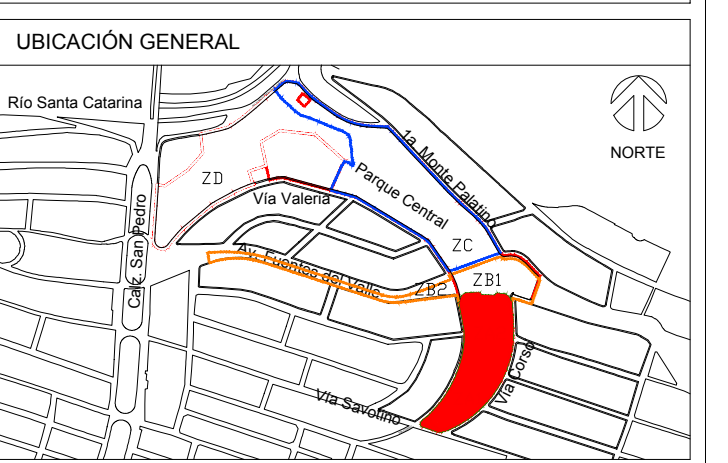 UBICACIÓN GENERAL
Río Santa Catarina
NORTE
1a. Monte Palatino
Parque Central
ZD
Vía Valeria
Calz. San Pedro
ZC
Av. Fuentes del Valle
ZB2
ZB1
Vía Corso
Vía Savotino